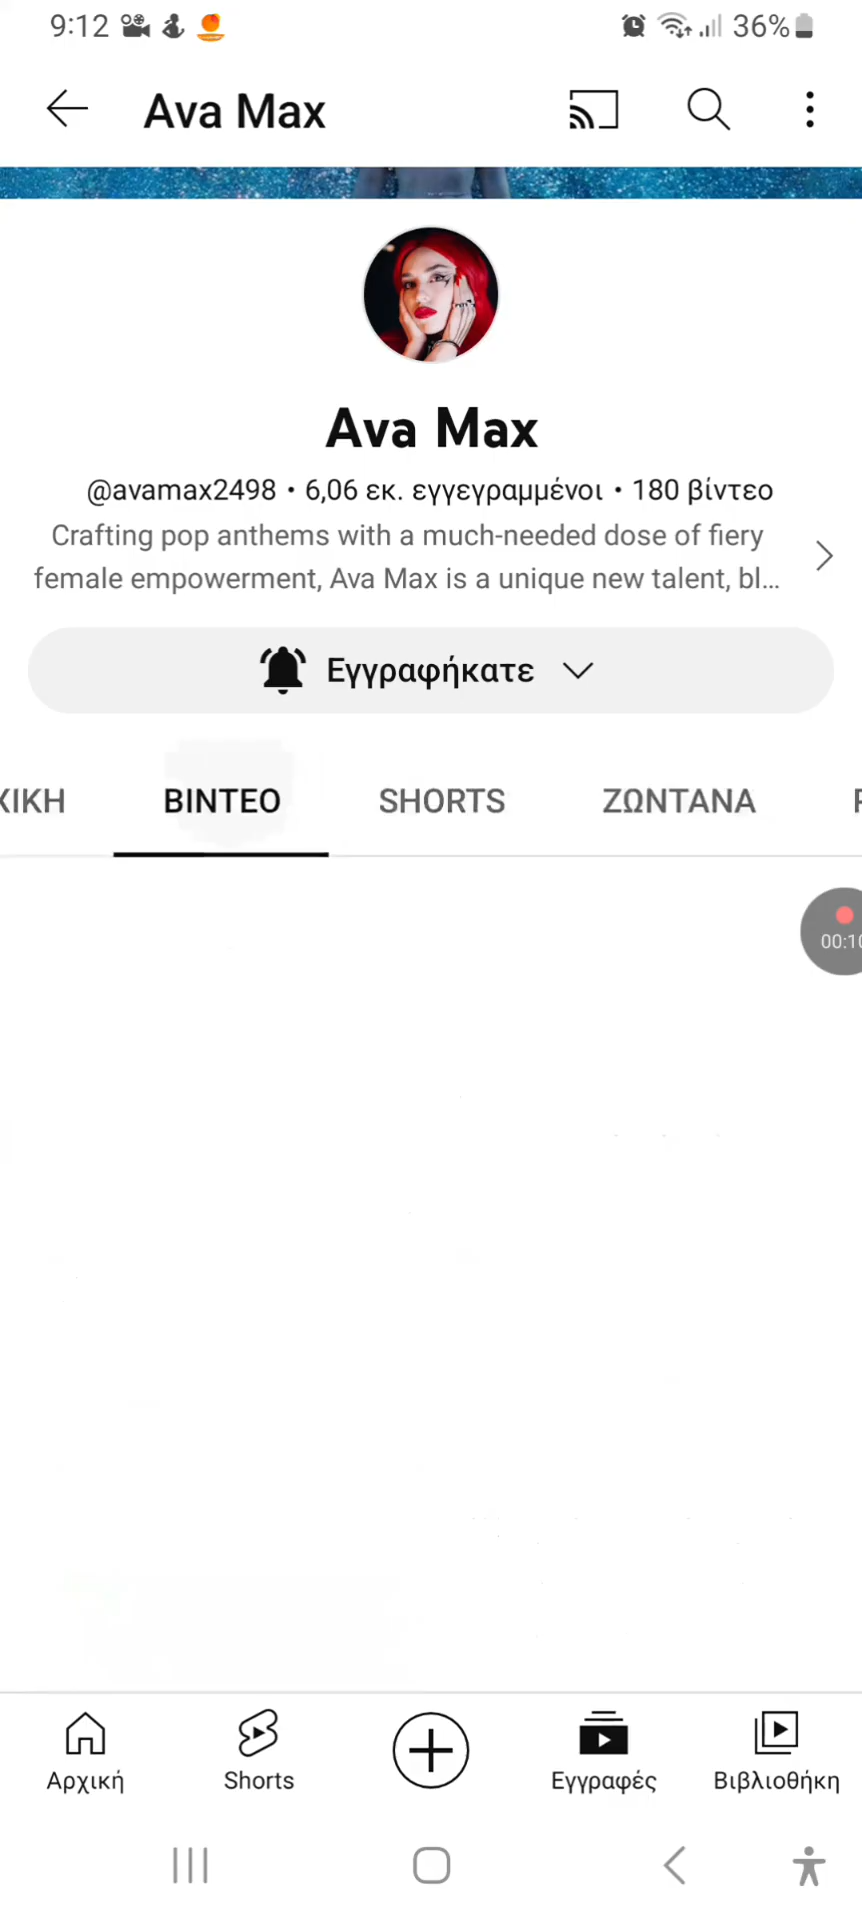 9:12 36%
Ava Max
Ava Max
@avamax2498 • 6,06 εκ. εγγεγραμμένοι • 180 βίντεο
Crafting pop anthems with a much-needed dose of fiery
female empowerment, Ava Max is a unique new talent, bl...
Εγγραφήκατε
ΧΙΚΗ ΒΙΝΤΕΟ SHORTS ΖΩΝΤΑΝΑ
00:10
Αρχική Shorts Εγγραφές Βιβλιοθήκη